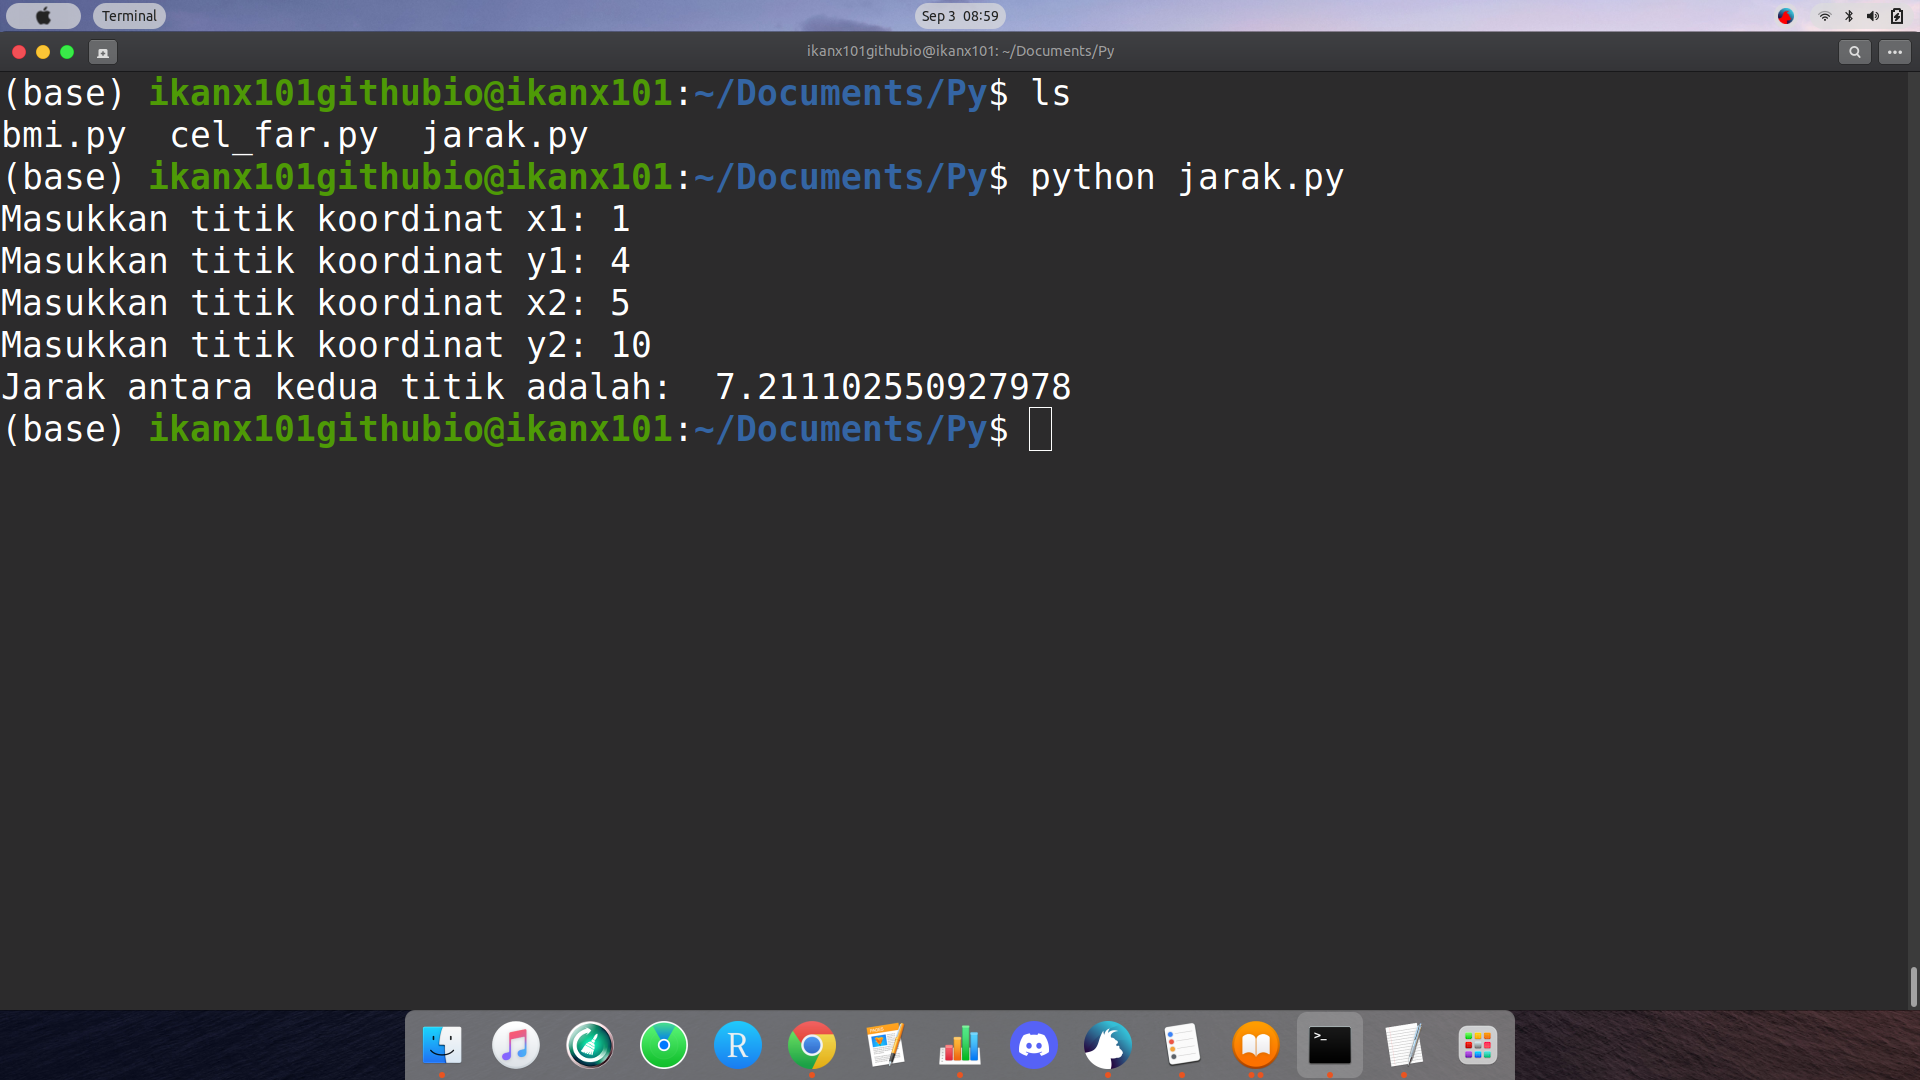 Terminal
Sep 3 08:59
ikanx101githubio@ikanx101: ~/Documents/Py
(base) ikanx101githubio@ikanx101:~/Documents/Py$ ls
bmi.py  cel_far.py  jarak.py
(base) ikanx101githubio@ikanx101:~/Documents/Py$ python jarak.py
Masukkan titik koordinat x1: 1
Masukkan titik koordinat y1: 4
Masukkan titik koordinat x2: 5
Masukkan titik koordinat y2: 10
Jarak antara kedua titik adalah:  7.211102550927978
(base) ikanx101githubio@ikanx101:~/Documents/Py$
R
>_